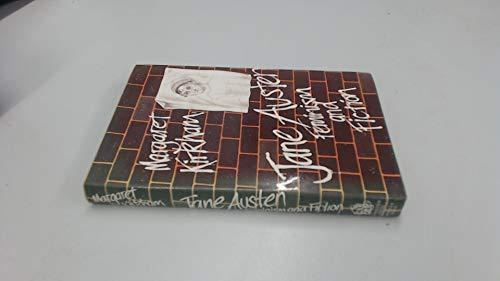 Margaret
Kirkham
Jane Austen
Feminism
and
Fiction
Margaret
Kirkham
Jane Austen
Feminism and Fiction